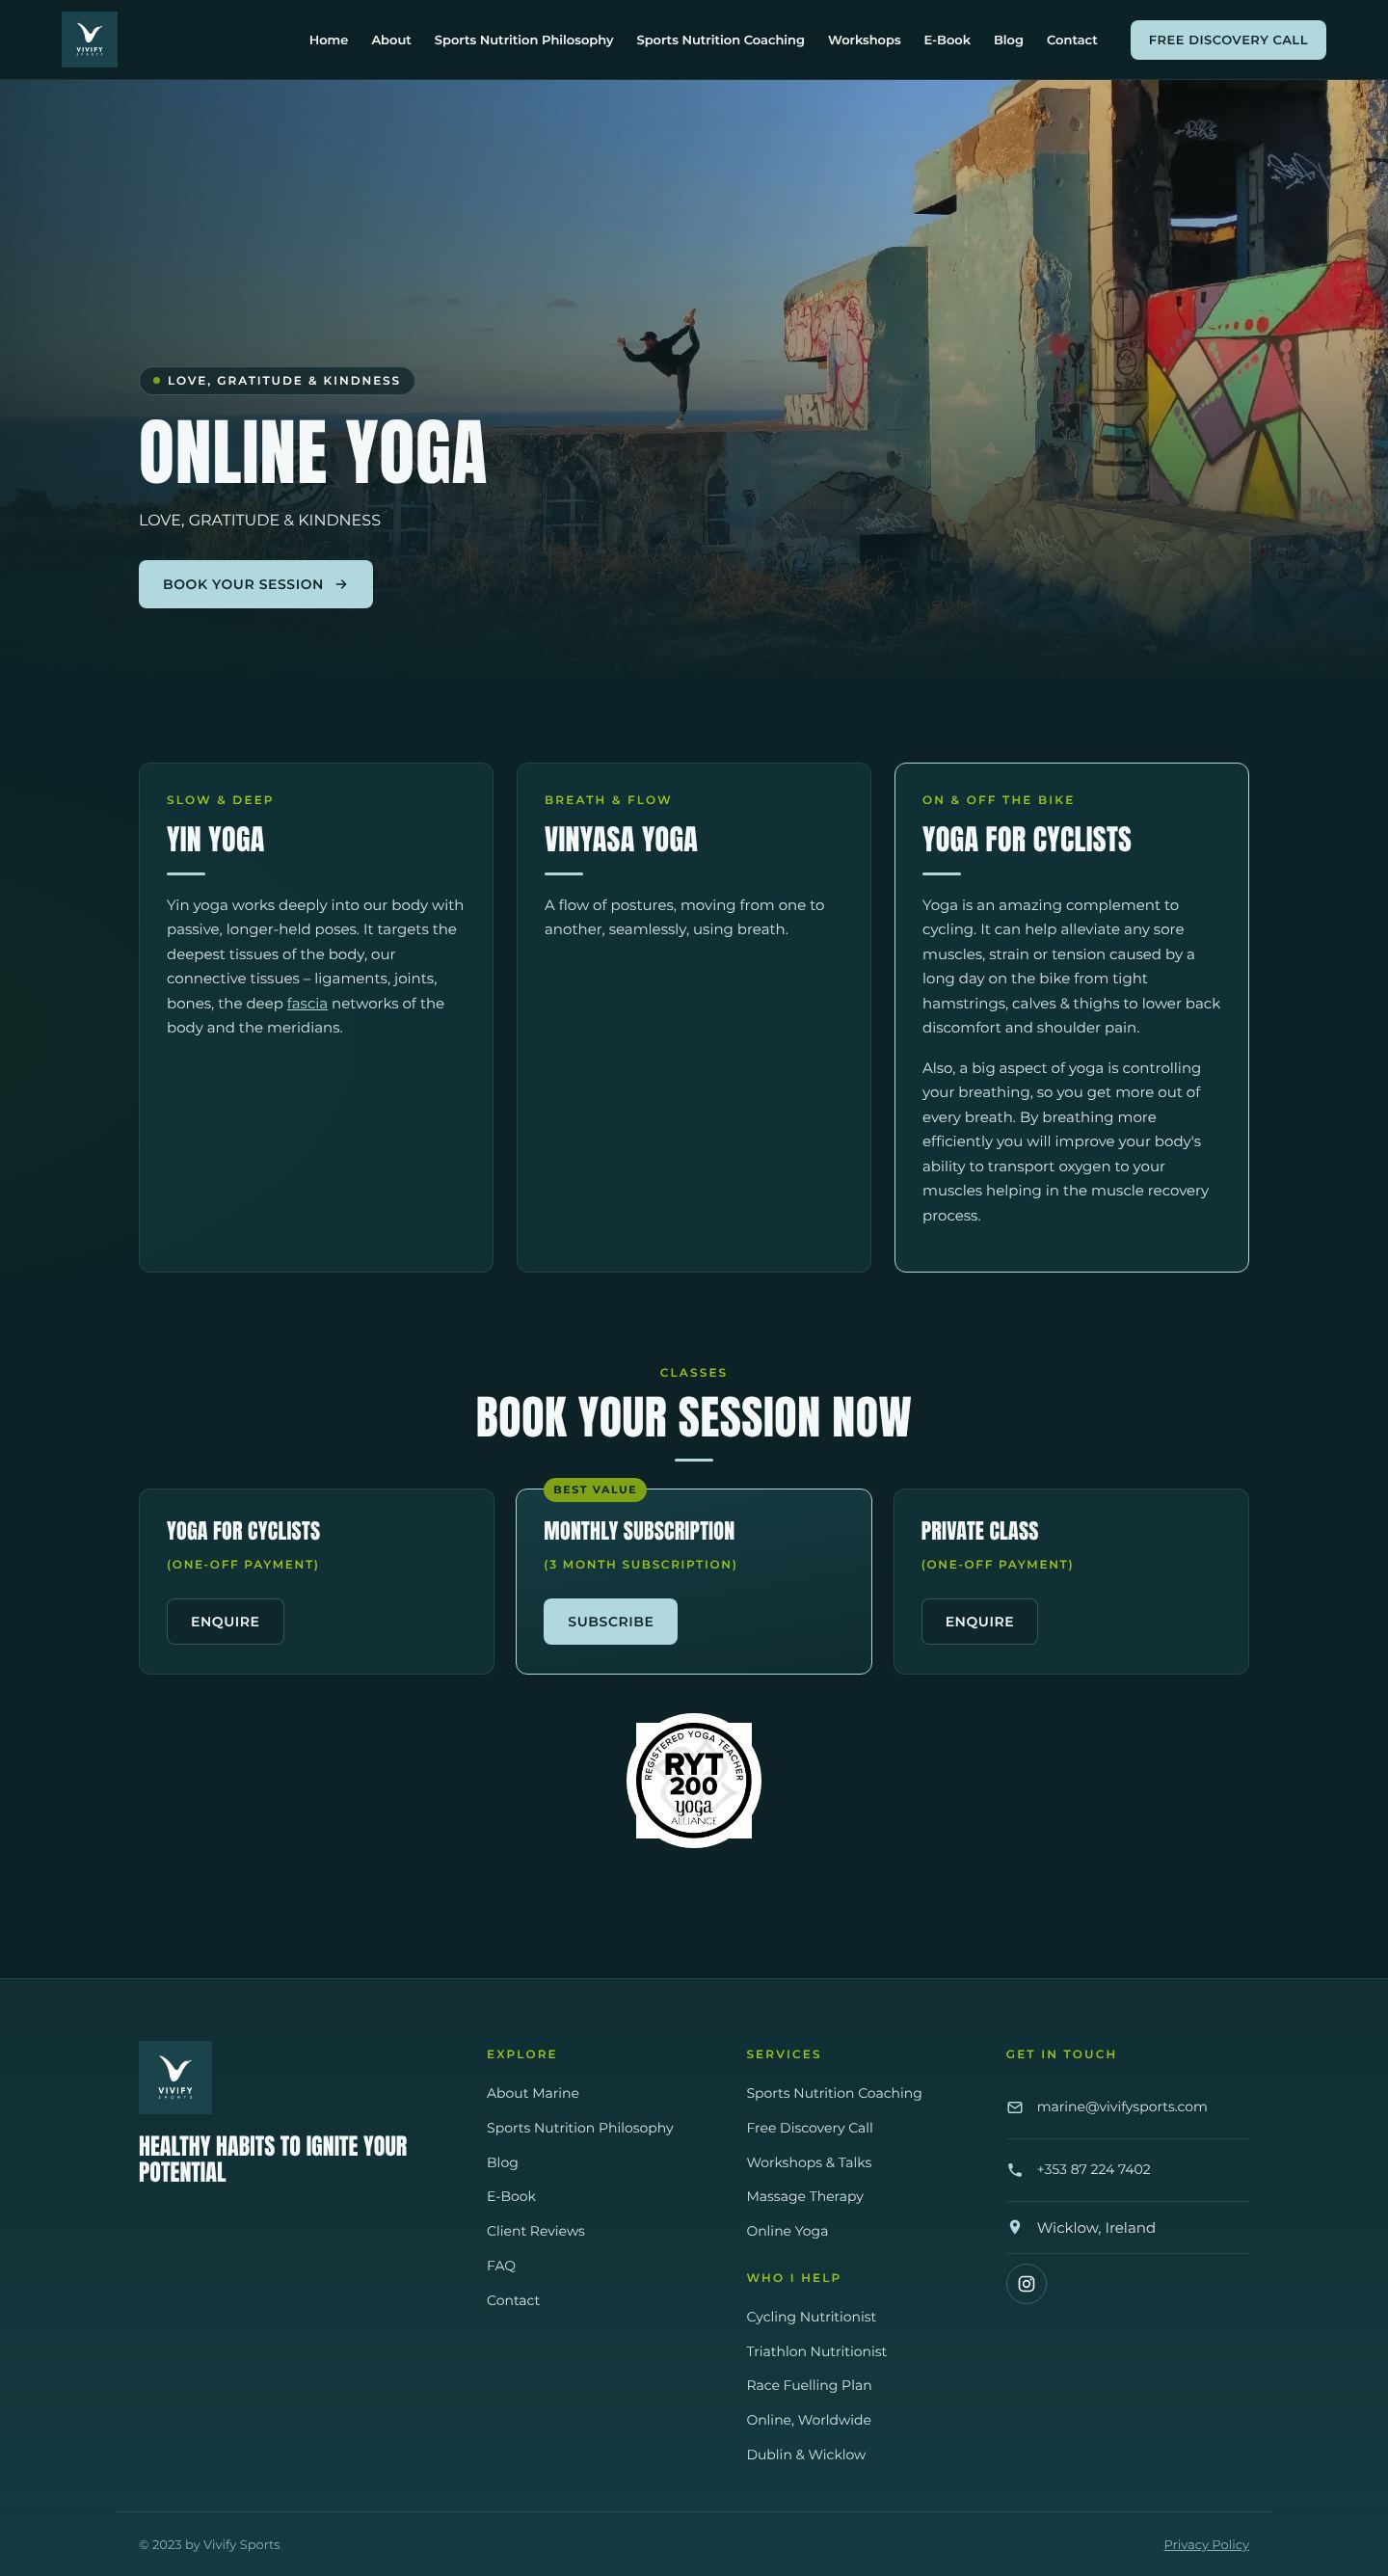 VIVIFY
SPORTS
Home About Sports Nutrition Philosophy Sports Nutrition Coaching Workshops E-Book Blog Contact FREE DISCOVERY CALL
LOVE, GRATITUDE & KINDNESS
ONLINE YOGA
LOVE, GRATITUDE & KINDNESS
BOOK YOUR SESSION →
SLOW & DEEP
YIN YOGA
Yin yoga works deeply into our body with
passive, longer-held poses. It targets the
deepest tissues of the body, our
connective tissues – ligaments, joints,
bones, the deep fascia networks of the
body and the meridians.
BREATH & FLOW
VINYASA YOGA
A flow of postures, moving from one to
another, seamlessly, using breath.
ON & OFF THE BIKE
YOGA FOR CYCLISTS
Yoga is an amazing complement to
cycling. It can help alleviate any sore
muscles, strain or tension caused by a
long day on the bike from tight
hamstrings, calves & thighs to lower back
discomfort and shoulder pain.
Also, a big aspect of yoga is controlling
your breathing, so you get more out of
every breath. By breathing more
efficiently you will improve your body's
ability to transport oxygen to your
muscles helping in the muscle recovery
process.
CLASSES
BOOK YOUR SESSION NOW
YOGA FOR CYCLISTS
(ONE-OFF PAYMENT)
ENQUIRE
BEST VALUE
MONTHLY SUBSCRIPTION
(3 MONTH SUBSCRIPTION)
SUBSCRIBE
PRIVATE CLASS
(ONE-OFF PAYMENT)
ENQUIRE
REGISTERED YOGA TEACHER
RYT
200
yoga
ALLIANCE
VIVIFY
SPORTS
HEALTHY HABITS TO IGNITE YOUR
POTENTIAL
EXPLORE
About Marine
Sports Nutrition Philosophy
Blog
E-Book
Client Reviews
FAQ
Contact
SERVICES
Sports Nutrition Coaching
Free Discovery Call
Workshops & Talks
Massage Therapy
Online Yoga
WHO I HELP
Cycling Nutritionist
Triathlon Nutritionist
Race Fuelling Plan
Online, Worldwide
Dublin & Wicklow
GET IN TOUCH
marine@vivifysports.com
+353 87 224 7402
Wicklow, Ireland
© 2023 by Vivify Sports
Privacy Policy